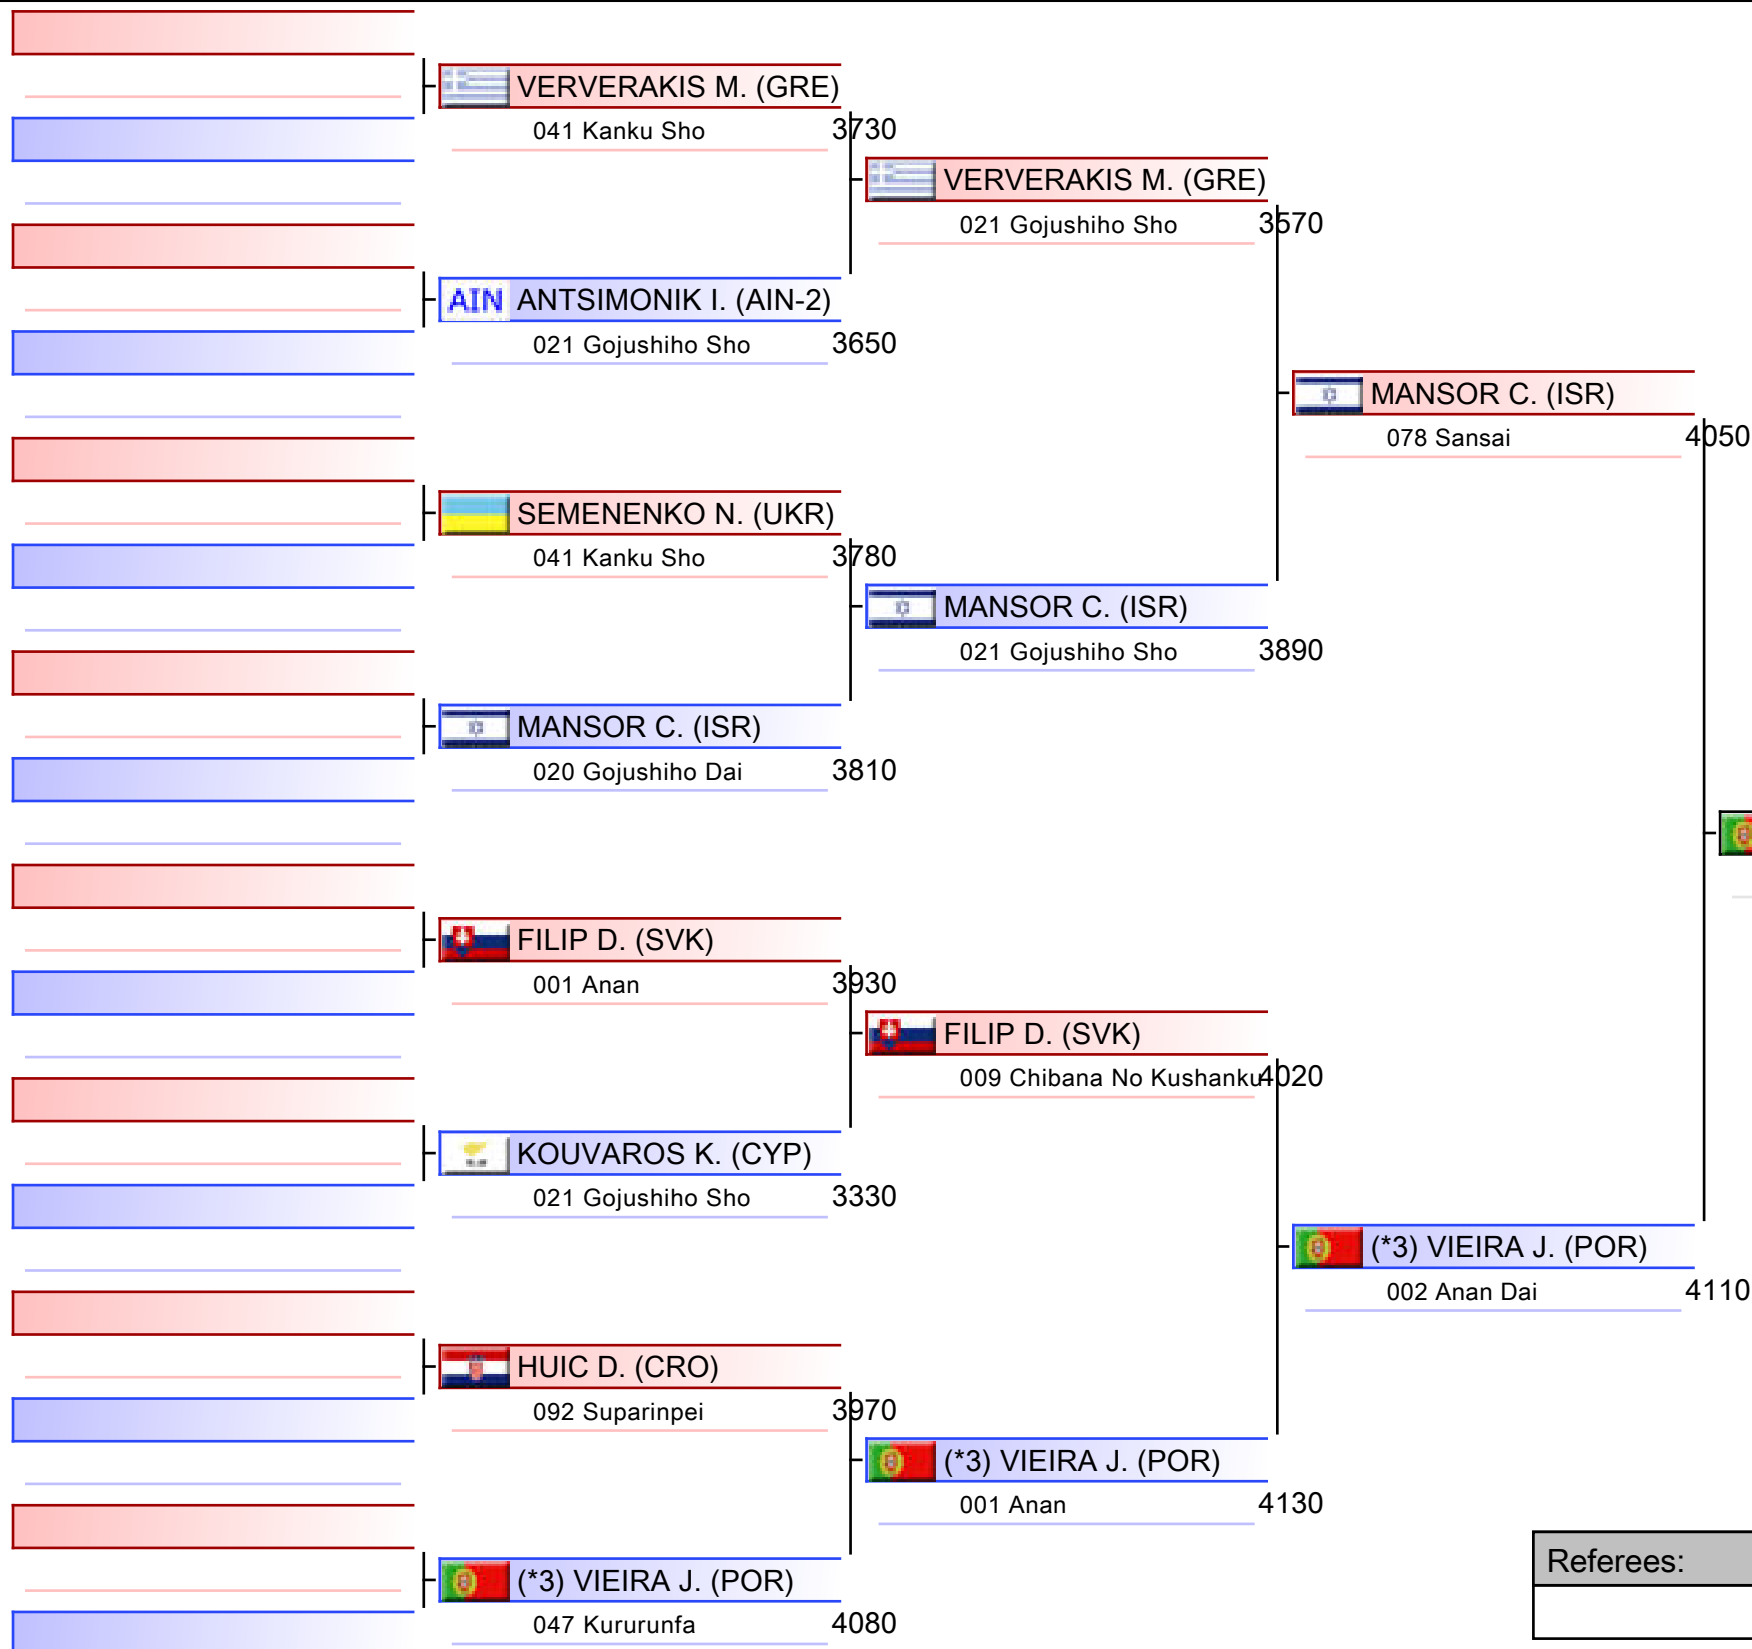 VERVERAKIS M. (GRE)
041 Kanku Sho 3730
VERVERAKIS M. (GRE)
021 Gojushiho Sho 3570
AIN ANTSIMONIK I. (AIN-2)
021 Gojushiho Sho 3650
MANSOR C. (ISR)
078 Sansai 4050
SEMENENKO N. (UKR)
041 Kanku Sho 3780
MANSOR C. (ISR)
021 Gojushiho Sho 3890
MANSOR C. (ISR)
020 Gojushiho Dai 3810
FILIP D. (SVK)
001 Anan 3930
FILIP D. (SVK)
009 Chibana No Kushanku 4020
KOUVAROS K. (CYP)
021 Gojushiho Sho 3330
(*3) VIEIRA J. (POR)
002 Anan Dai 4110
HUIC D. (CRO)
092 Suparinpei 3970
(*3) VIEIRA J. (POR)
001 Anan 4130
Referees:
(*3) VIEIRA J. (POR)
047 Kururunfa 4080